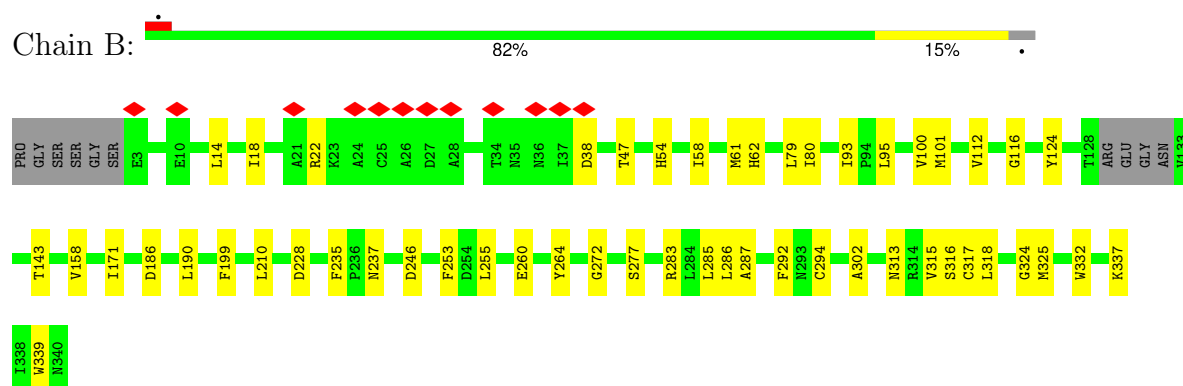 Chain B:
82% 15%
PRO GLY SER SER GLY SER E3 E10 L14 I18 A21 R22 K23 A24 C25 A26 D27 A28 T34 N35 N36 I37 D38 T47 H54 I58 M61 H62 L79 I80 I93 P94 L95 V100 M101 V112 G116 Y124 T128 ARG GLU GLY ASN V133
T143 V158 I171 D186 L190 F199 L210 D228 F235 P236 N237 D246 F253 D254 L255 E260 Y264 G272 S277 R283 L284 L285 L286 A287 F292 N293 C294 A302 N313 R314 V315 S316 C317 L318 G324 M325 W332 K337
I338 W339 N340